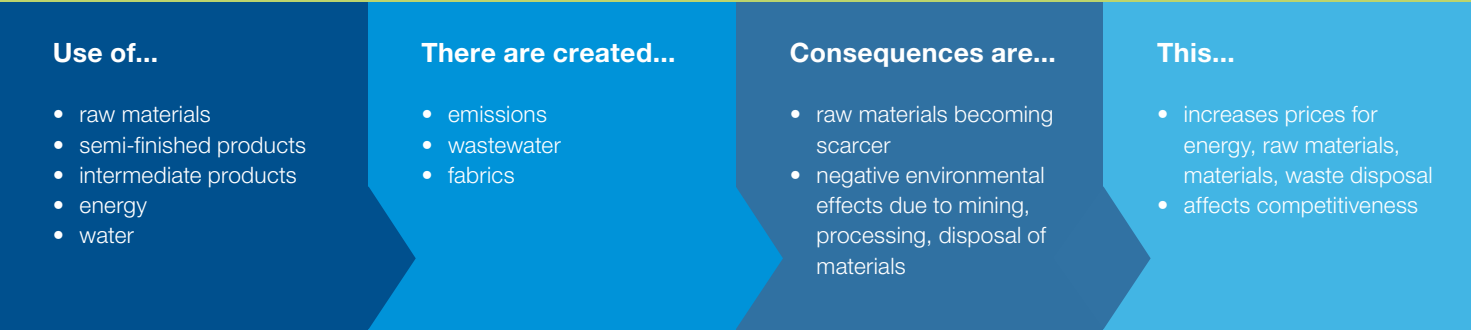 Use of...
• raw materials
• semi-finished products
• intermediate products
• energy
• water
There are created...
• emissions
• wastewater
• fabrics
Consequences are...
• raw materials becoming
scarcer
• negative environmental
effects due to mining,
processing, disposal of
materials
This...
• increases prices for
energy, raw materials,
materials, waste disposal
• affects competitiveness